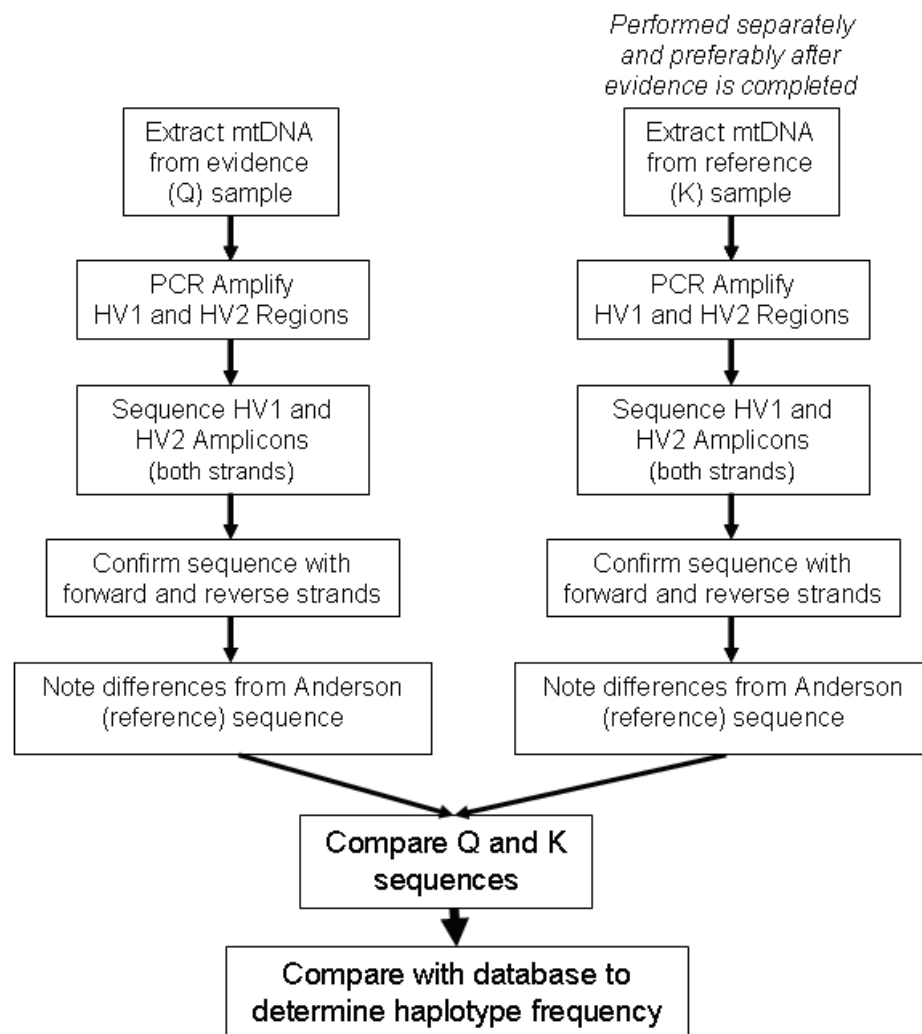 Performed separately
and preferably after
evidence is completed
Extract mtDNA
from evidence
(Q) sample
PCR Amplify
HV1 and HV2 Regions
Sequence HV1 and
HV2 Amplicons
(both strands)
Confirm sequence with
forward and reverse strands
Note differences from Anderson
(reference) sequence
Extract mtDNA
from reference
(K) sample
PCR Amplify
HV1 and HV2 Regions
Sequence HV1 and
HV2 Amplicons
(both strands)
Confirm sequence with
forward and reverse strands
Note differences from Anderson
(reference) sequence
Compare Q and K
sequences
Compare with database to
determine haplotype frequency